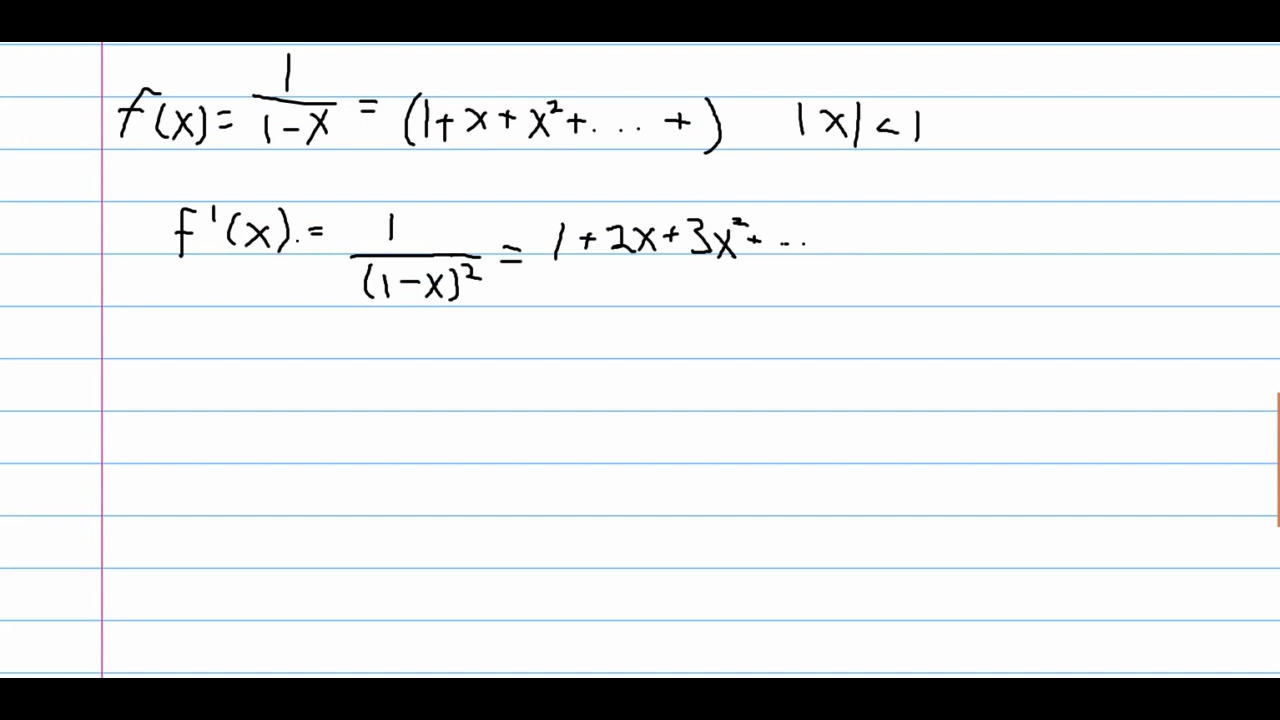 f(x) = 1/(1-x) = (1 + x + x² + ... +) |x| < 1
f'(x) = 1/(1-x)² = 1 + 2x + 3x² + ...